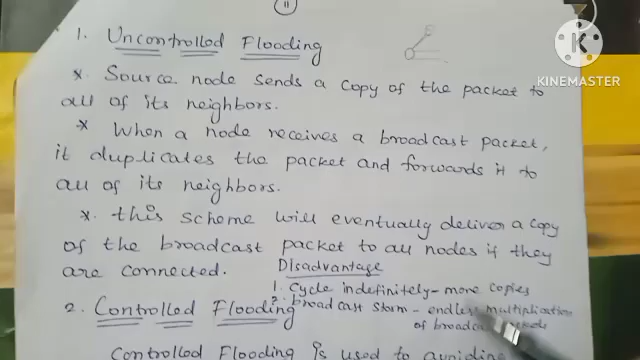 11
KINEMASTER
1. Uncontrolled Flooding
* Source node sends a copy of the packet to
all of its neighbors.
* When a node receives a broadcast packet,
it duplicates the packet and forwards it to
all of its neighbors.
* This scheme will eventually deliver a copy
of the broadcast packet to all nodes if they
are connected.
Disadvantage
1. Cycle indefinitely - more copies
2. broadcast storm - endless multiplication
of broadcast
2. Controlled Flooding
Controlled Flooding is used to avoiding